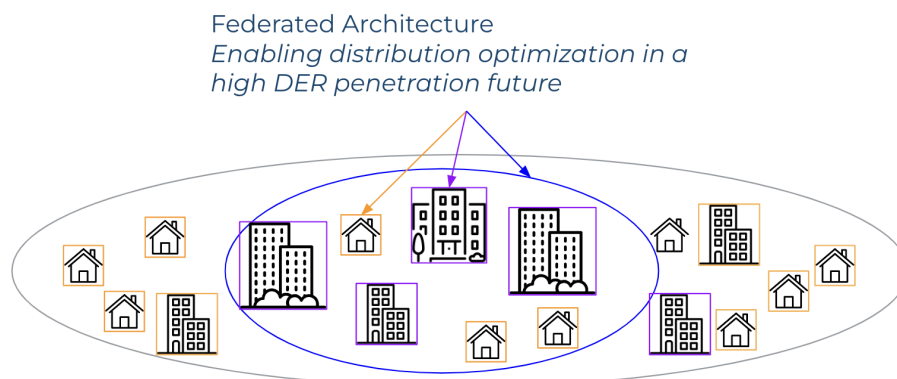 Federated Architecture
Enabling distribution optimization in a
high DER penetration future